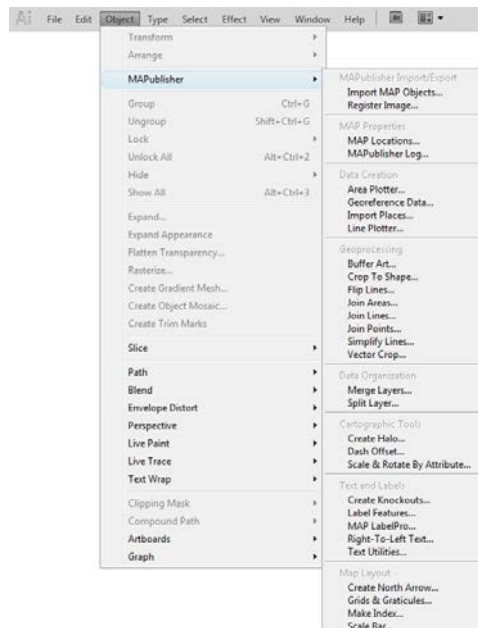 Ai File Edit Object Type Select Effect View Window Help Br
Transform
Arrange
MAPublisher
Group Ctrl+G
Ungroup Shift+Ctrl+G
Lock
Unlock All Alt+Ctrl+2
Hide
Show All Alt+Ctrl+3
Expand...
Expand Appearance
Flatten Transparency...
Rasterize...
Create Gradient Mesh...
Create Object Mosaic...
Create Trim Marks
Slice
Path
Blend
Envelope Distort
Perspective
Live Paint
Live Trace
Text Wrap
Clipping Mask
Compound Path
Artboards
Graph
MAPublisher Import/Export
Import MAP Objects...
Register Image...
MAP Properties
MAP Locations...
MAPublisher Log...
Data Creation
Area Plotter...
Georeference Data...
Import Places...
Line Plotter...
Geoprocessing
Buffer Art...
Crop To Shape...
Flip Lines...
Join Areas...
Join Lines...
Join Points...
Simplify Lines...
Vector Crop...
Data Organization
Merge Layers...
Split Layer...
Cartographic Tools
Create Halo...
Dash Offset...
Scale & Rotate By Attribute...
Text and Labels
Create Knockouts...
Label Features...
MAP LabelPro...
Right-To-Left Text...
Text Utilities...
Map Layout
Create North Arrow...
Grids & Graticules...
Make Index...
Scale Bar...